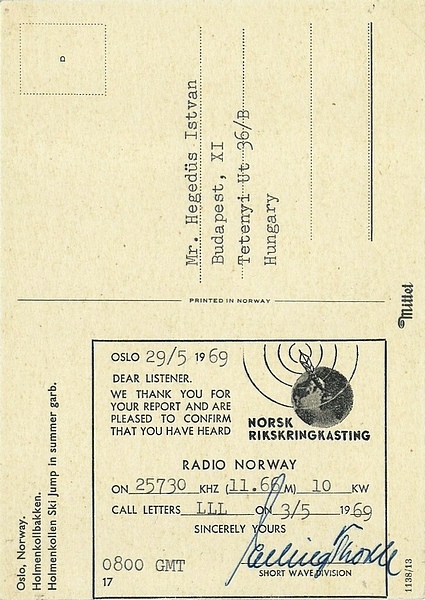 D
Mr. Hegedüs Istvan
Budapest, XI
Tetenyi Ut 36/B
Hungary
PRINTED IN NORWAY
Mittet
OSLO 29/5 1969
DEAR LISTENER.
WE THANK YOU FOR
YOUR REPORT AND ARE
PLEASED TO CONFIRM
THAT YOU HAVE HEARD
NORSK
RIKSKRINGKASTING
RADIO NORWAY
ON 25730 KHZ (11.66 M) 10 KW
CALL LETTERS LLL ON 3/5 1969
SINCERELY YOURS
SHORT WAVE DIVISION
0800 GMT
17
Oslo, Norway.
Holmenkollbakken.
Holmenkollen Ski Jump in summer garb.
1138/13